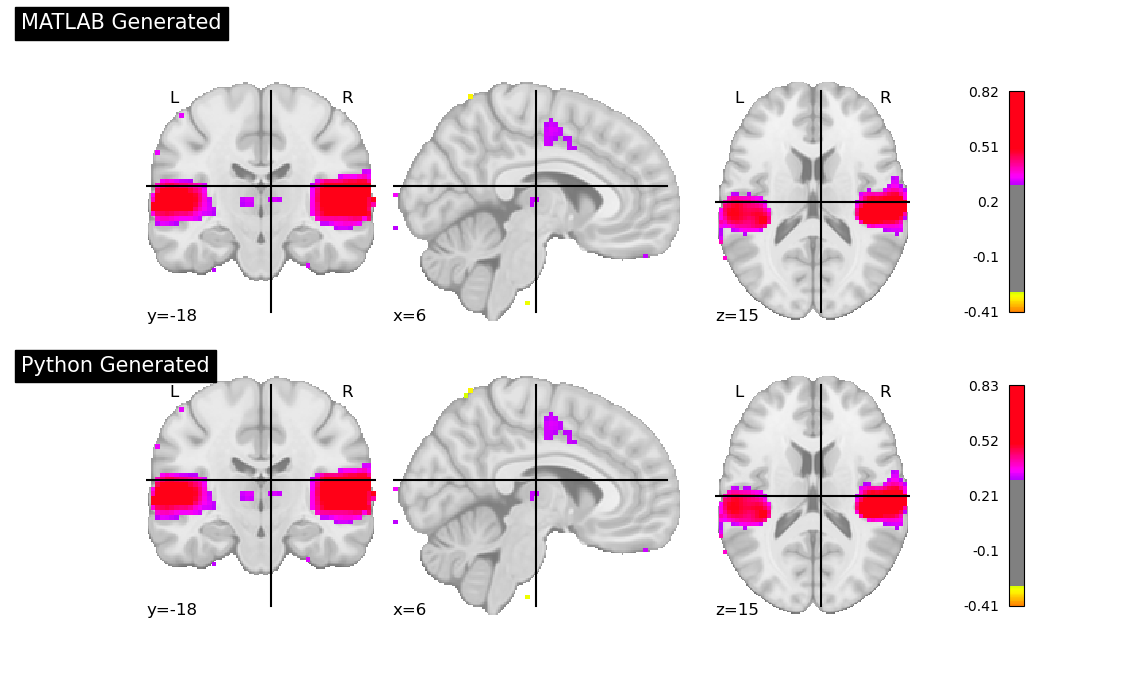 MATLAB Generated
L R
L R
y=-18
x=6
z=15
0.82
0.51
0.2
-0.1
-0.41
Python Generated
L R
L R
y=-18
x=6
z=15
0.83
0.52
0.21
-0.1
-0.41